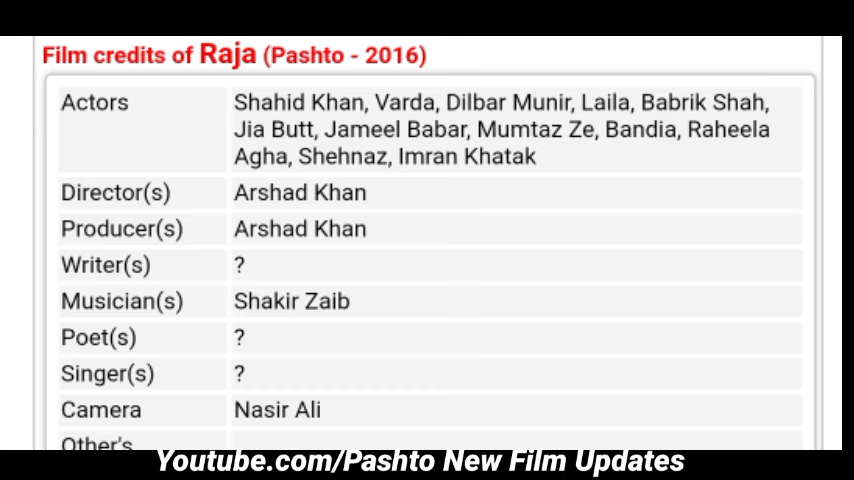 Film credits of Raja (Pashto - 2016)
Actors Shahid Khan, Varda, Dilbar Munir, Laila, Babrik Shah,
Jia Butt, Jameel Babar, Mumtaz Ze, Bandia, Raheela
Agha, Shehnaz, Imran Khatak
Director(s) Arshad Khan
Producer(s) Arshad Khan
Writer(s) ?
Musician(s) Shakir Zaib
Poet(s) ?
Singer(s) ?
Camera Nasir Ali
Other's
Youtube.com/Pashto New Film Updates